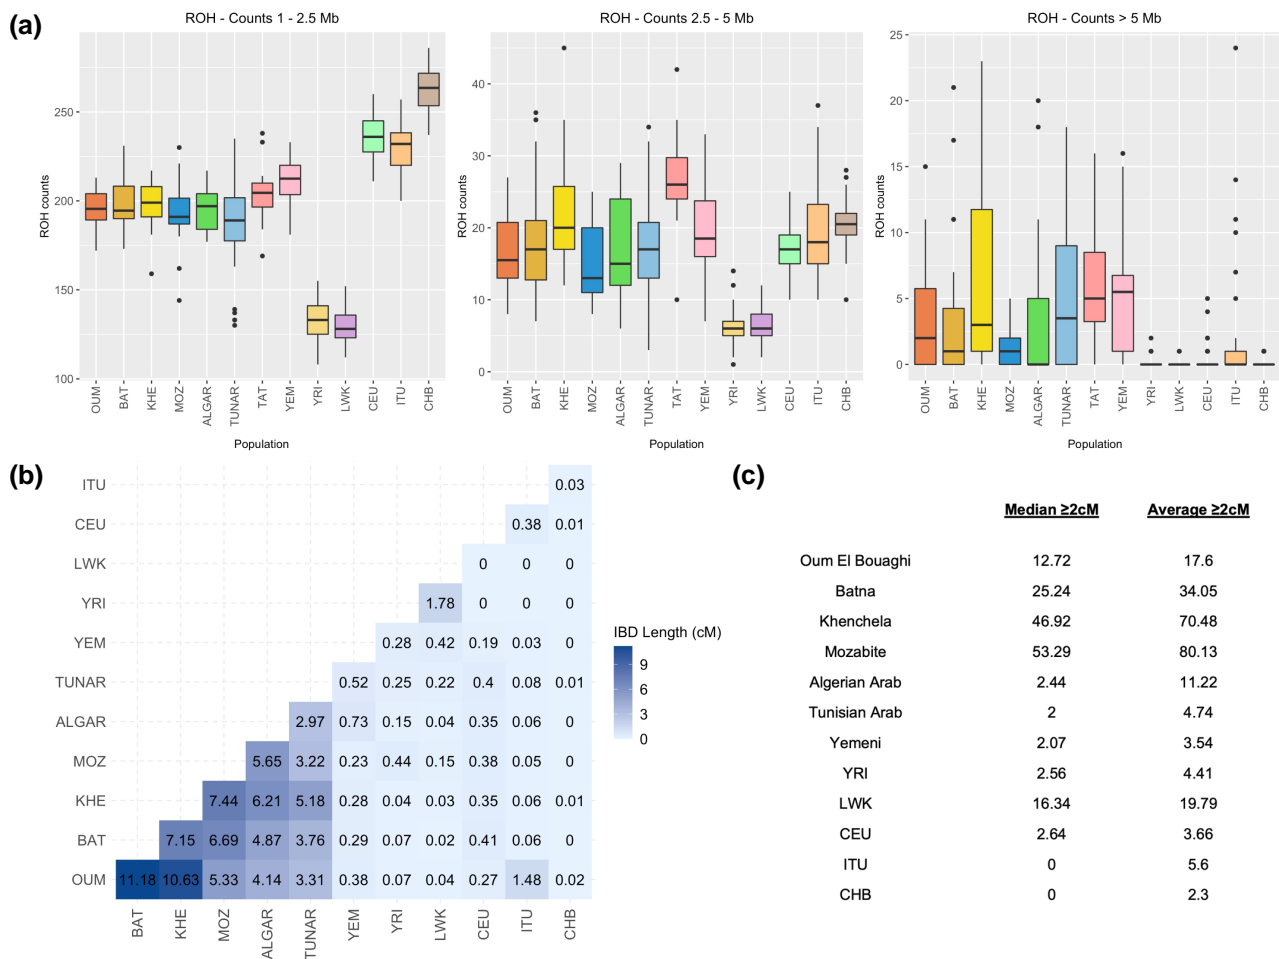 (a)
ROH - Counts 1 - 2.5 Mb
ROH - Counts 2.5 - 5 Mb
ROH - Counts > 5 Mb
ROH counts
250
200
150
100
OUM BAT KHE MOZ ALGAR TUNAR TAT YEM YRI LWK CEU ITU CHB
Population
ROH counts
40
30
20
10
0
OUM BAT KHE MOZ ALGAR TUNAR TAT YEM YRI LWK CEU ITU CHB
Population
ROH counts
25
20
15
10
5
0
OUM BAT KHE MOZ ALGAR TUNAR TAT YEM YRI LWK CEU ITU CHB
Population
(b)
ITU 0.03
CEU 0.38 0.01
LWK 0 0 0
YRI 1.78 0 0 0
YEM 0.28 0.42 0.19 0.03 0
TUNAR 0.52 0.25 0.22 0.4 0.08 0.01
ALGAR 2.97 0.73 0.15 0.04 0.35 0.06 0
MOZ 5.65 3.22 0.23 0.44 0.15 0.38 0.05 0
KHE 7.44 6.21 5.18 0.28 0.04 0.03 0.35 0.06 0.01
BAT 7.15 6.69 4.87 3.76 0.29 0.07 0.02 0.41 0.06 0
OUM 11.18 10.63 5.33 4.14 3.31 0.38 0.07 0.04 0.27 1.48 0.02
BAT KHE MOZ ALGAR TUNAR YEM YRI LWK CEU ITU CHB
IBD Length (cM)
9
6
3
0
(c)
Median ≥2cM Average ≥2cM
Oum El Bouaghi 12.72 17.6
Batna 25.24 34.05
Khenchela 46.92 70.48
Mozabite 53.29 80.13
Algerian Arab 2.44 11.22
Tunisian Arab 2 4.74
Yemeni 2.07 3.54
YRI 2.56 4.41
LWK 16.34 19.79
CEU 2.64 3.66
ITU 0 5.6
CHB 0 2.3